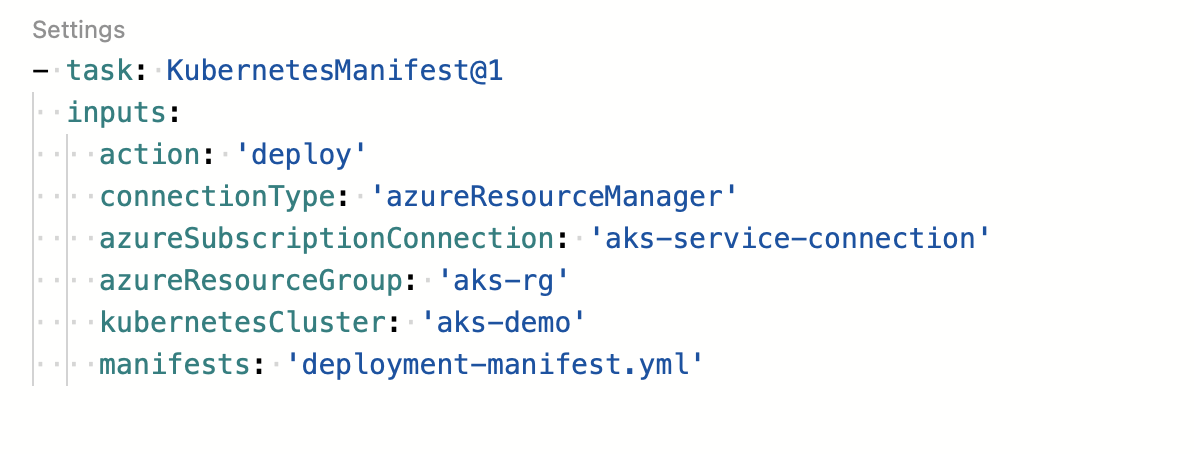 Settings
- task: KubernetesManifest@1
  inputs:
    action: 'deploy'
    connectionType: 'azureResourceManager'
    azureSubscriptionConnection: 'aks-service-connection'
    azureResourceGroup: 'aks-rg'
    kubernetesCluster: 'aks-demo'
    manifests: 'deployment-manifest.yml'